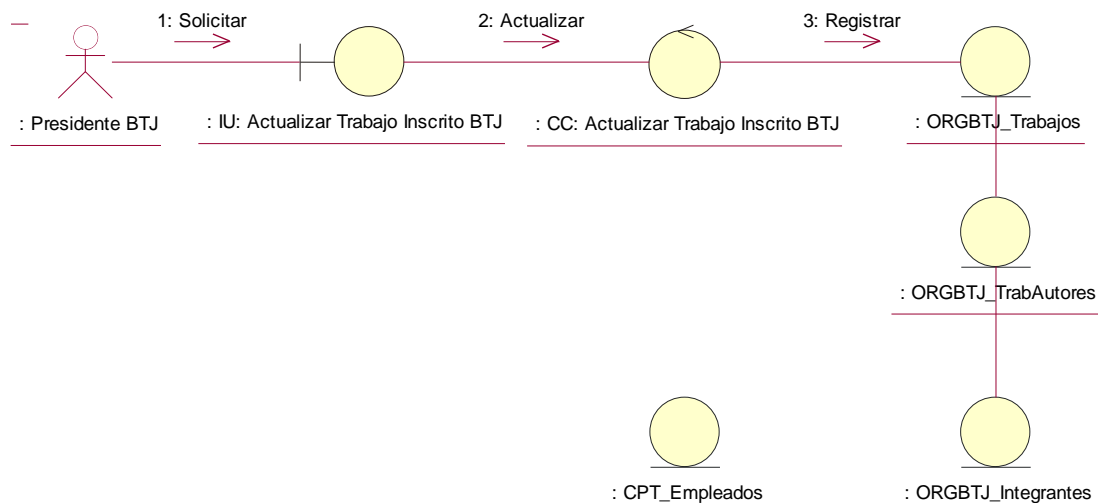 1: Solicitar
2: Actualizar
3: Registrar
: Presidente BTJ
: IU: Actualizar Trabajo Inscrito BTJ
: CC: Actualizar Trabajo Inscrito BTJ
: ORGBTJ_Trabajos
: ORGBTJ_TrabAutores
: CPT_Empleados
: ORGBTJ_Integrantes